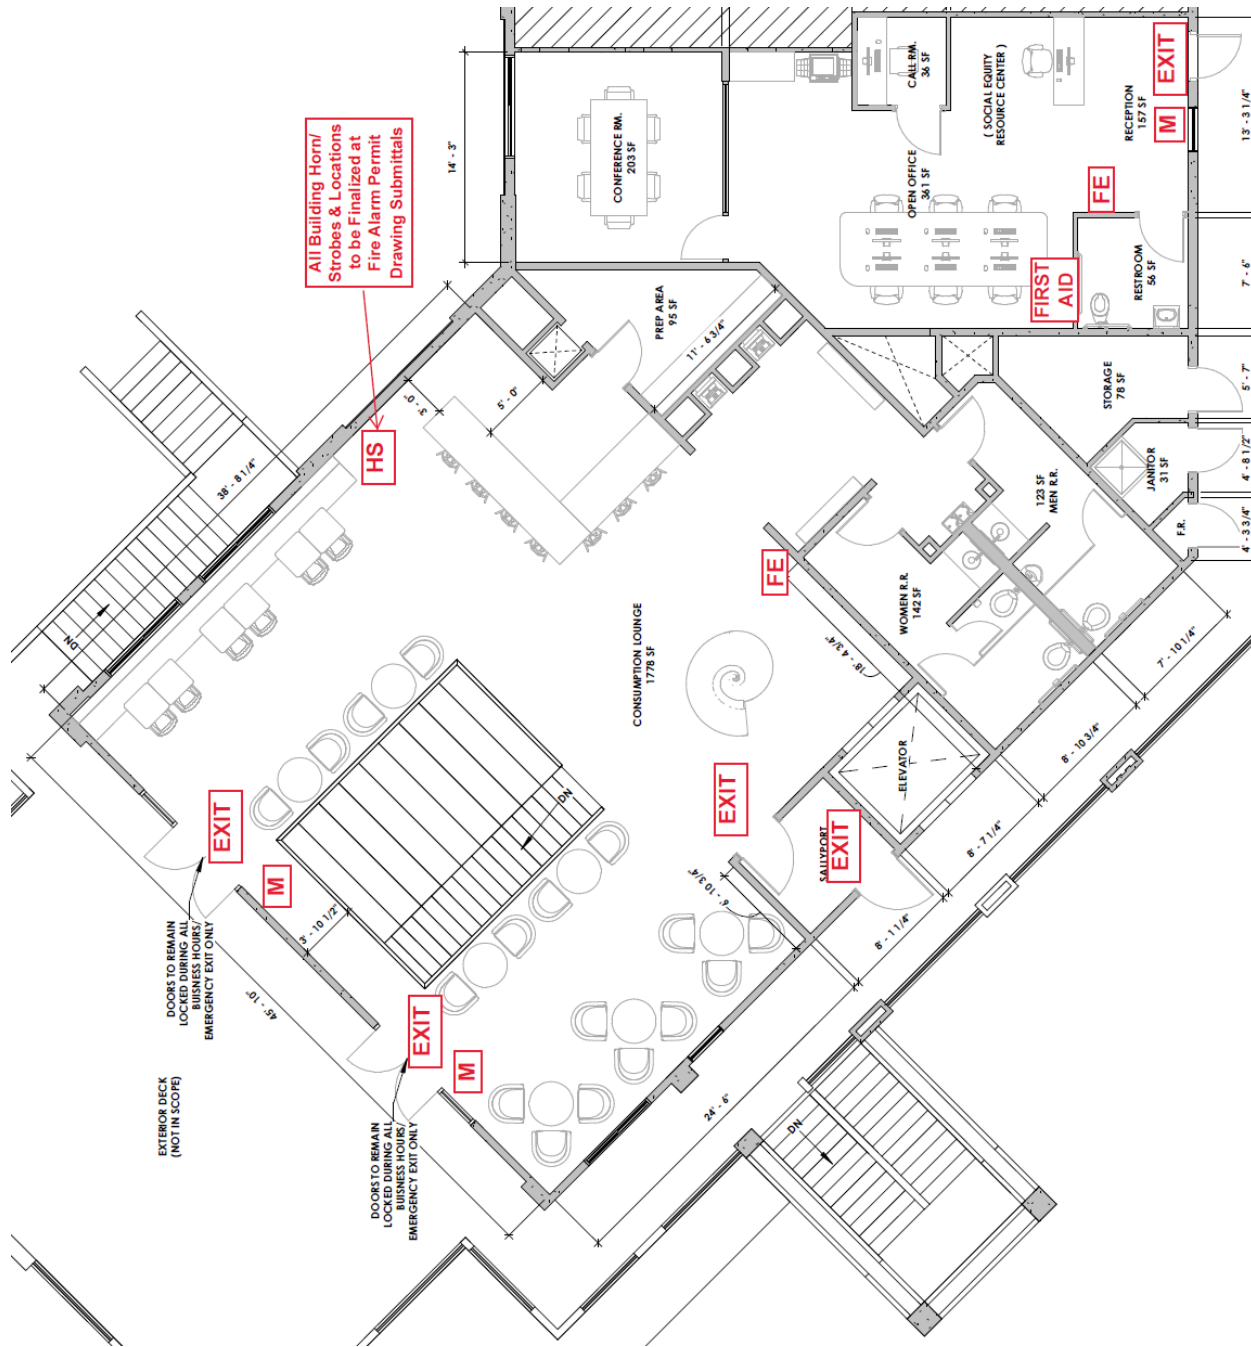 All Building Horn/
Strobes & Locations
to be Finalized at
Fire Alarm Permit
Drawing Submittals
14' - 3"
CONFERENCE RM.
203 SF
CALL RM.
36 SF
( SOCIAL EQUITY
RESOURCE CENTER )
OPEN OFFICE
361 SF
RECEPTION
157 SF
EXIT
M
FE
13' - 3 1/4"
FIRST
AID
RESTROOM
56 SF
7' - 6"
PREP AREA
95 SF
11' - 6 3/4"
5' - 0"
3' - 0"
HS
38' - 8 1/4"
DN
STORAGE
78 SF
5' - 7"
JANITOR
31 SF
4' - 8 1/2"
F.R.
4' - 3 3/4"
123 SF
MEN R.R.
WOMEN R.R.
142 SF
FE
18' - 4 3/4"
CONSUMPTION LOUNGE
1778 SF
7' - 10 1/4"
8' - 10 3/4"
ELEVATOR
8' - 7 1/4"
EXIT
SALLYPORT
EXIT
6' - 10 3/4"
8' - 1 1/4"
DN
EXIT
M
3' - 10 1/2"
DOORS TO REMAIN
LOCKED DURING ALL
BUISNESS HOURS/
EMERGENCY EXIT ONLY
45' - 10"
EXIT
M
EXTERIOR DECK
(NOT IN SCOPE)
DOORS TO REMAIN
LOCKED DURING ALL
BUISNESS HOURS/
EMERGENCY EXIT ONLY
24' - 6"
DN